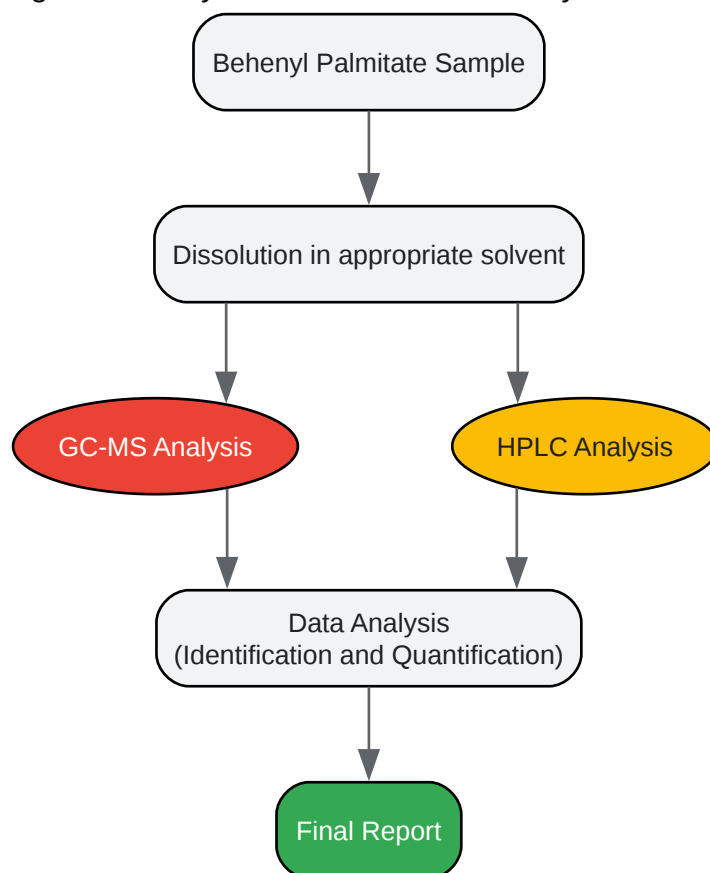 Behenyl Palmitate Sample
Dissolution in appropriate solvent
GC-MS Analysis
HPLC Analysis
Data Analysis
(Identification and Quantification)
Final Report